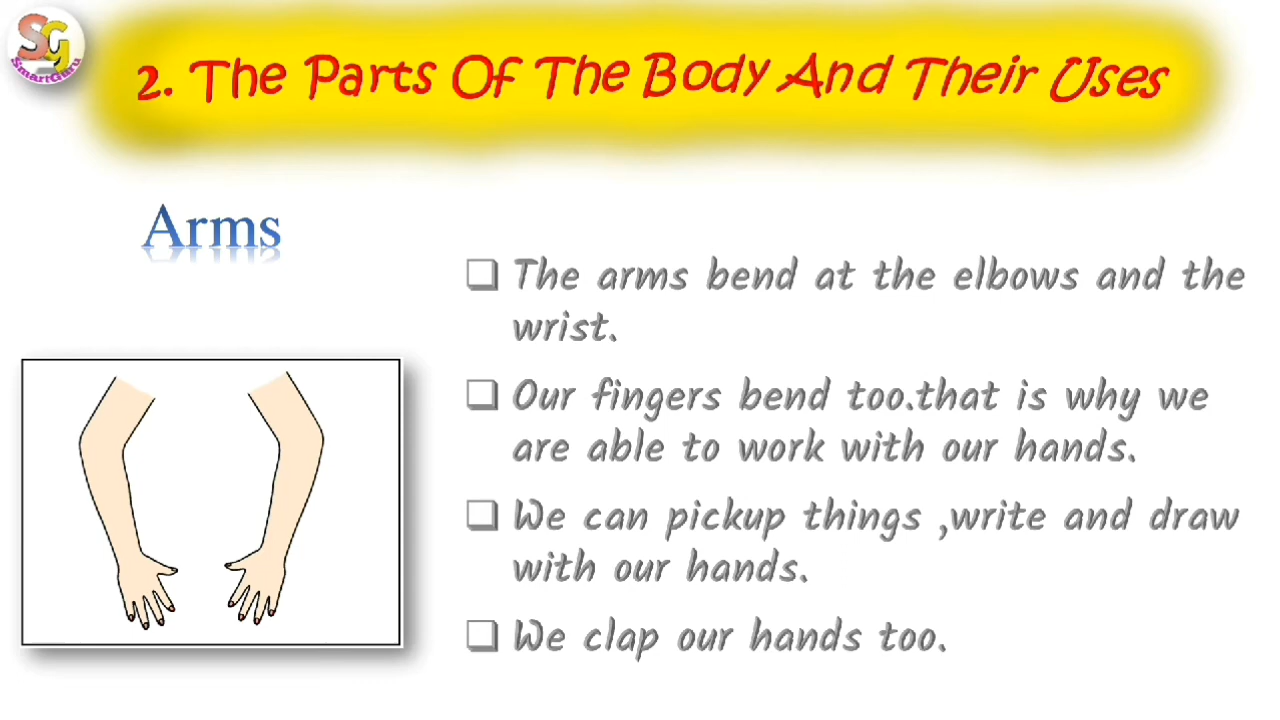 SG
SmartGuru
2. The Parts Of The Body And Their Uses
Arms
The arms bend at the elbows and the
wrist.
Our fingers bend too.that is why we
are able to work with our hands.
We can pickup things ,write and draw
with our hands.
We clap our hands too.